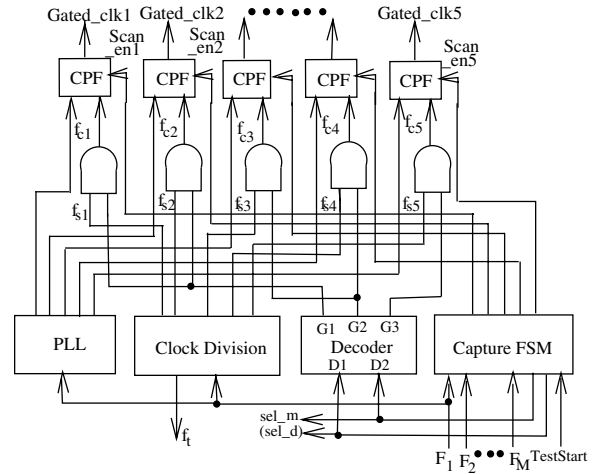 Gated_clk1 Gated_clk2 Gated_clk5
Scan _en1 Scan _en2 Scan _en5
CPF CPF CPF CPF CPF
fc1 fc2 fc3 fc4 fc5
fs1 fs2 fs3 fs4 fs5
PLL
Clock Division
G1 G2 G3
Decoder
D1 D2
Capture FSM
sel_m
(sel_d)
ft
F1 F2 FM TestStart